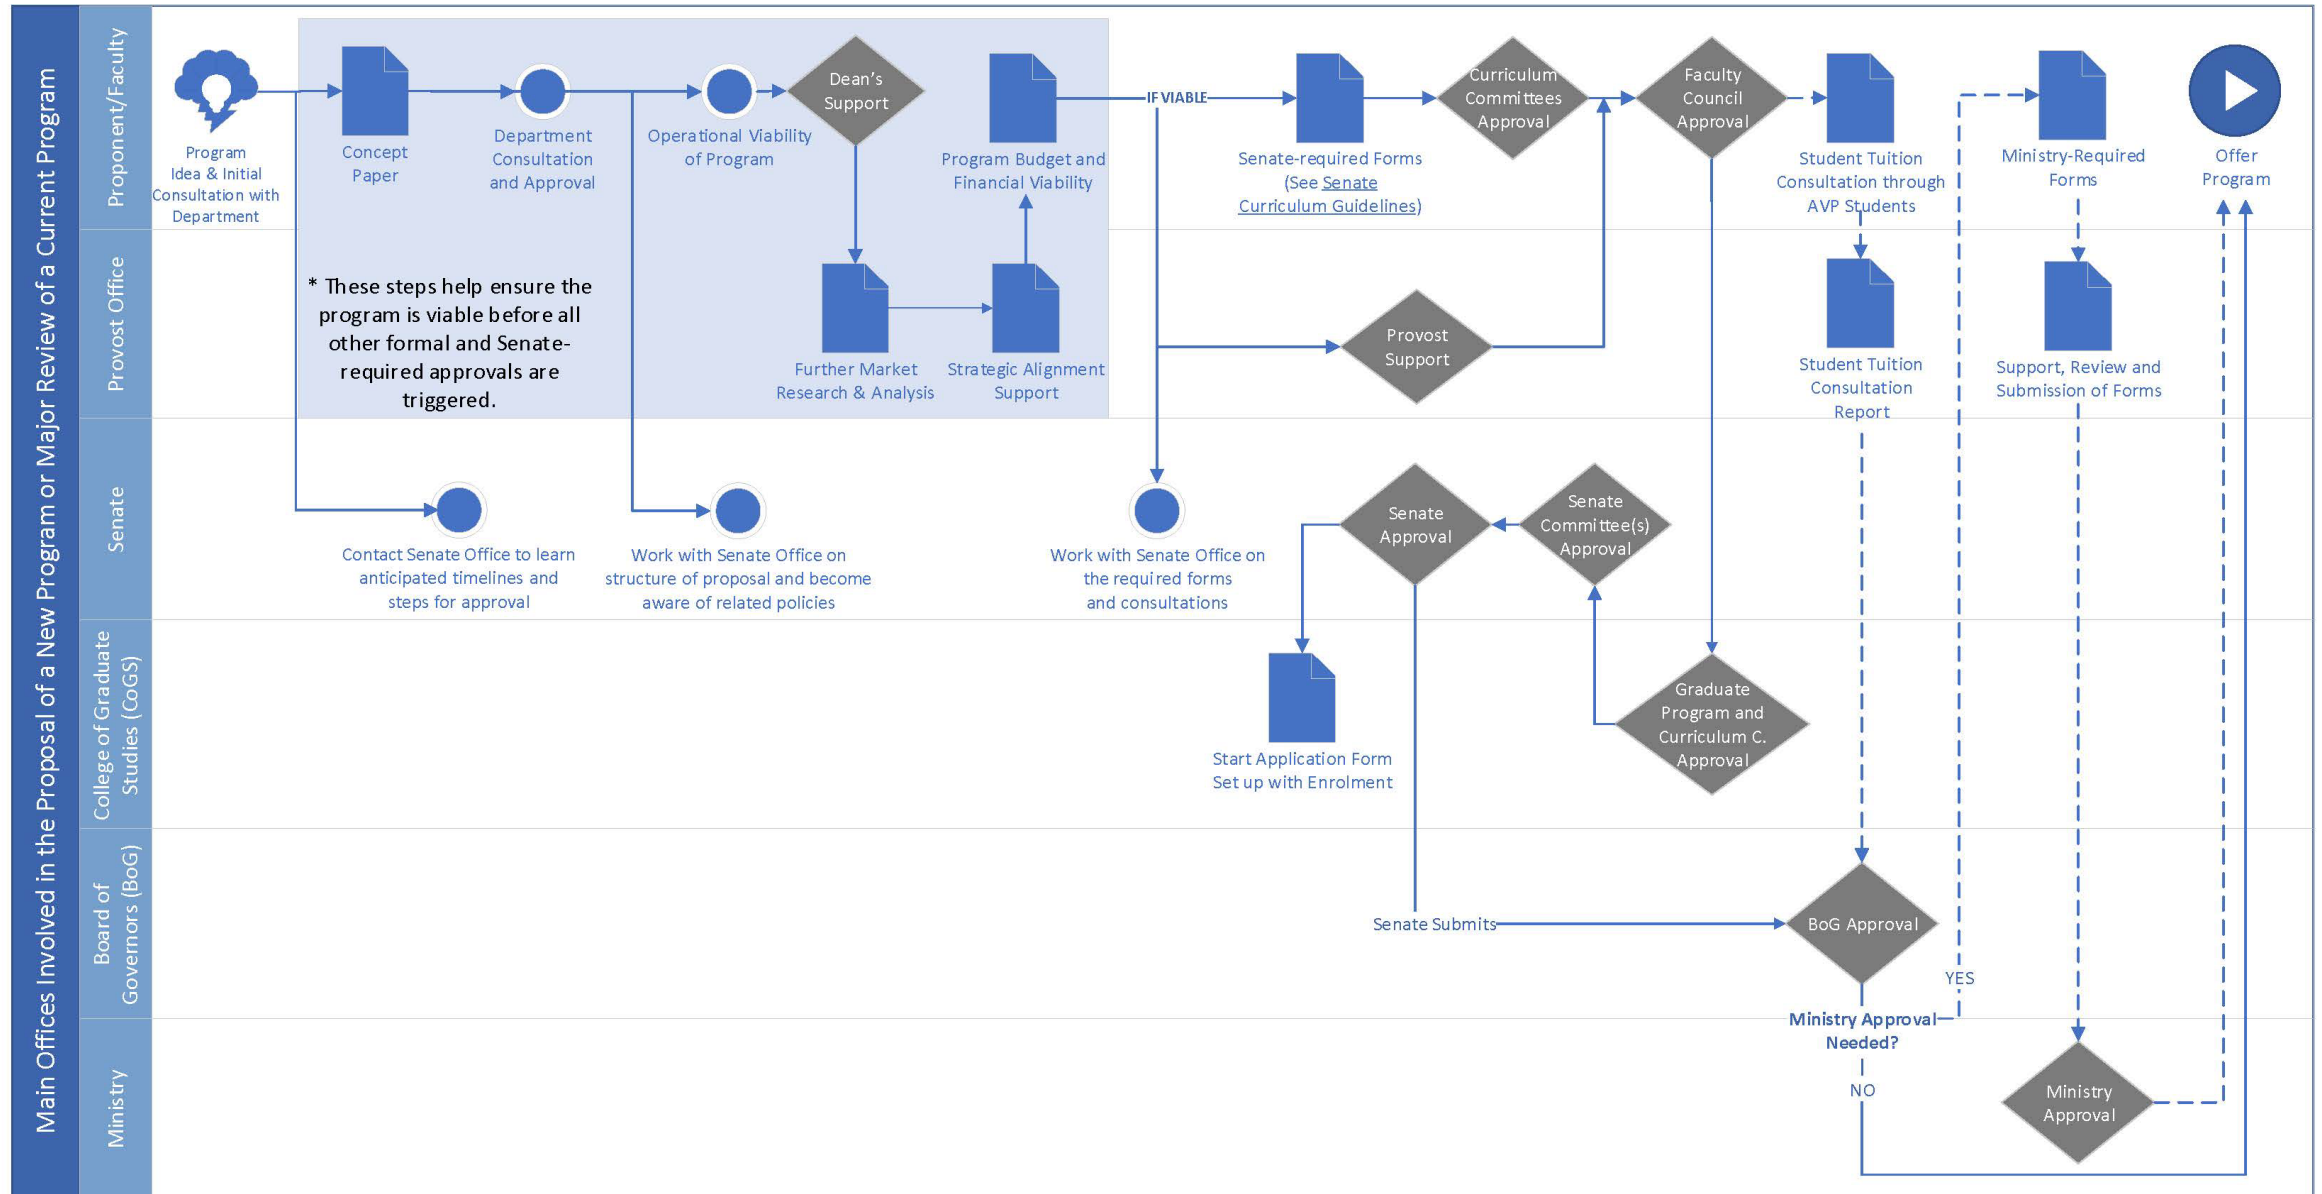 Main Offices Involved in the Proposal of a New Program or Major Review of a Current Program
Proponent/Faculty
Program
Idea & Initial
Consultation with
Department
Concept
Paper
Department
Consultation
and Approval
Operational Viability
of Program
Dean's
Support
Program Budget and
Financial Viability
IF VIABLE
Senate-required Forms
(See Senate
Curriculum Guidelines)
Curriculum
Committees
Approval
Faculty
Council
Approval
Student Tuition
Consultation through
AVP Students
Ministry-Required
Forms
Offer
Program
Provost Office
* These steps help ensure the
program is viable before all
other formal and Senate-
required approvals are
triggered.
Further Market
Research & Analysis
Strategic Alignment
Support
Provost
Support
Student Tuition
Consultation
Report
Support, Review and
Submission of Forms
Senate
Contact Senate Office to learn
anticipated timelines and
steps for approval
Work with Senate Office on
structure of proposal and become
aware of related policies
Work with Senate Office on
the required forms
and consultations
Senate
Approval
Senate
Committee(s)
Approval
College of Graduate
Studies (CoGS)
Start Application Form
Set up with Enrolment
Graduate
Program and
Curriculum C.
Approval
Board of
Governors (BoG)
Senate Submits
BoG Approval
YES
Ministry Approval
Needed?
NO
Ministry
Ministry
Approval